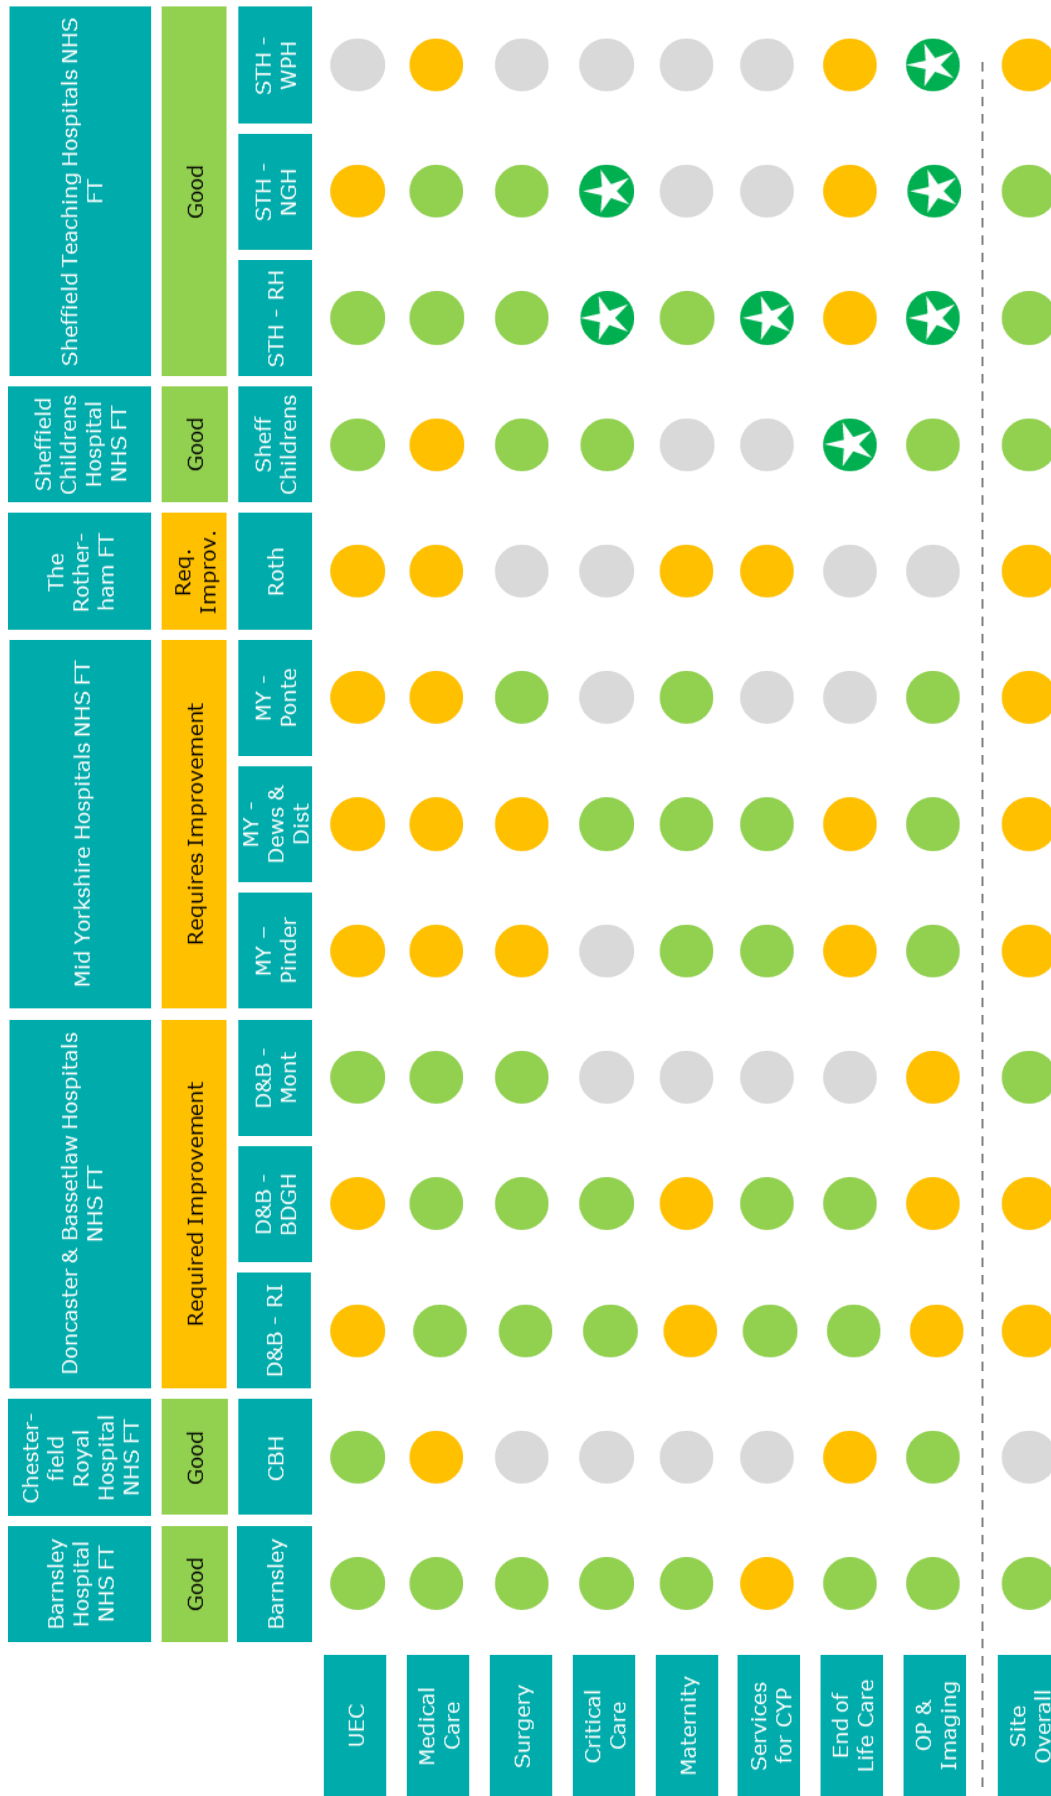 Barnsley
Hospital
NHS FT
Chester-
field
Royal
Hospital
NHS FT
Doncaster & Bassetlaw Hospitals
NHS FT
Mid Yorkshire Hospitals NHS FT
The
Rother-
ham FT
Sheffield
Childrens
Hospital
NHS FT
Sheffield Teaching Hospitals NHS
FT
Good
Good
Required Improvement
Requires Improvement
Req.
Improv.
Good
Good
Barnsley
CBH
D&B - RI
D&B -
BDGH
D&B -
Mont
MY –
Pinder
MY -
Dews &
Dist
MY -
Ponte
Roth
Sheff
Childrens
STH - RH
STH -
NGH
STH -
WPH
UEC
Medical
Care
Surgery
Critical
Care
Maternity
Services
for CYP
End of
Life Care
OP &
Imaging
Site
Overall